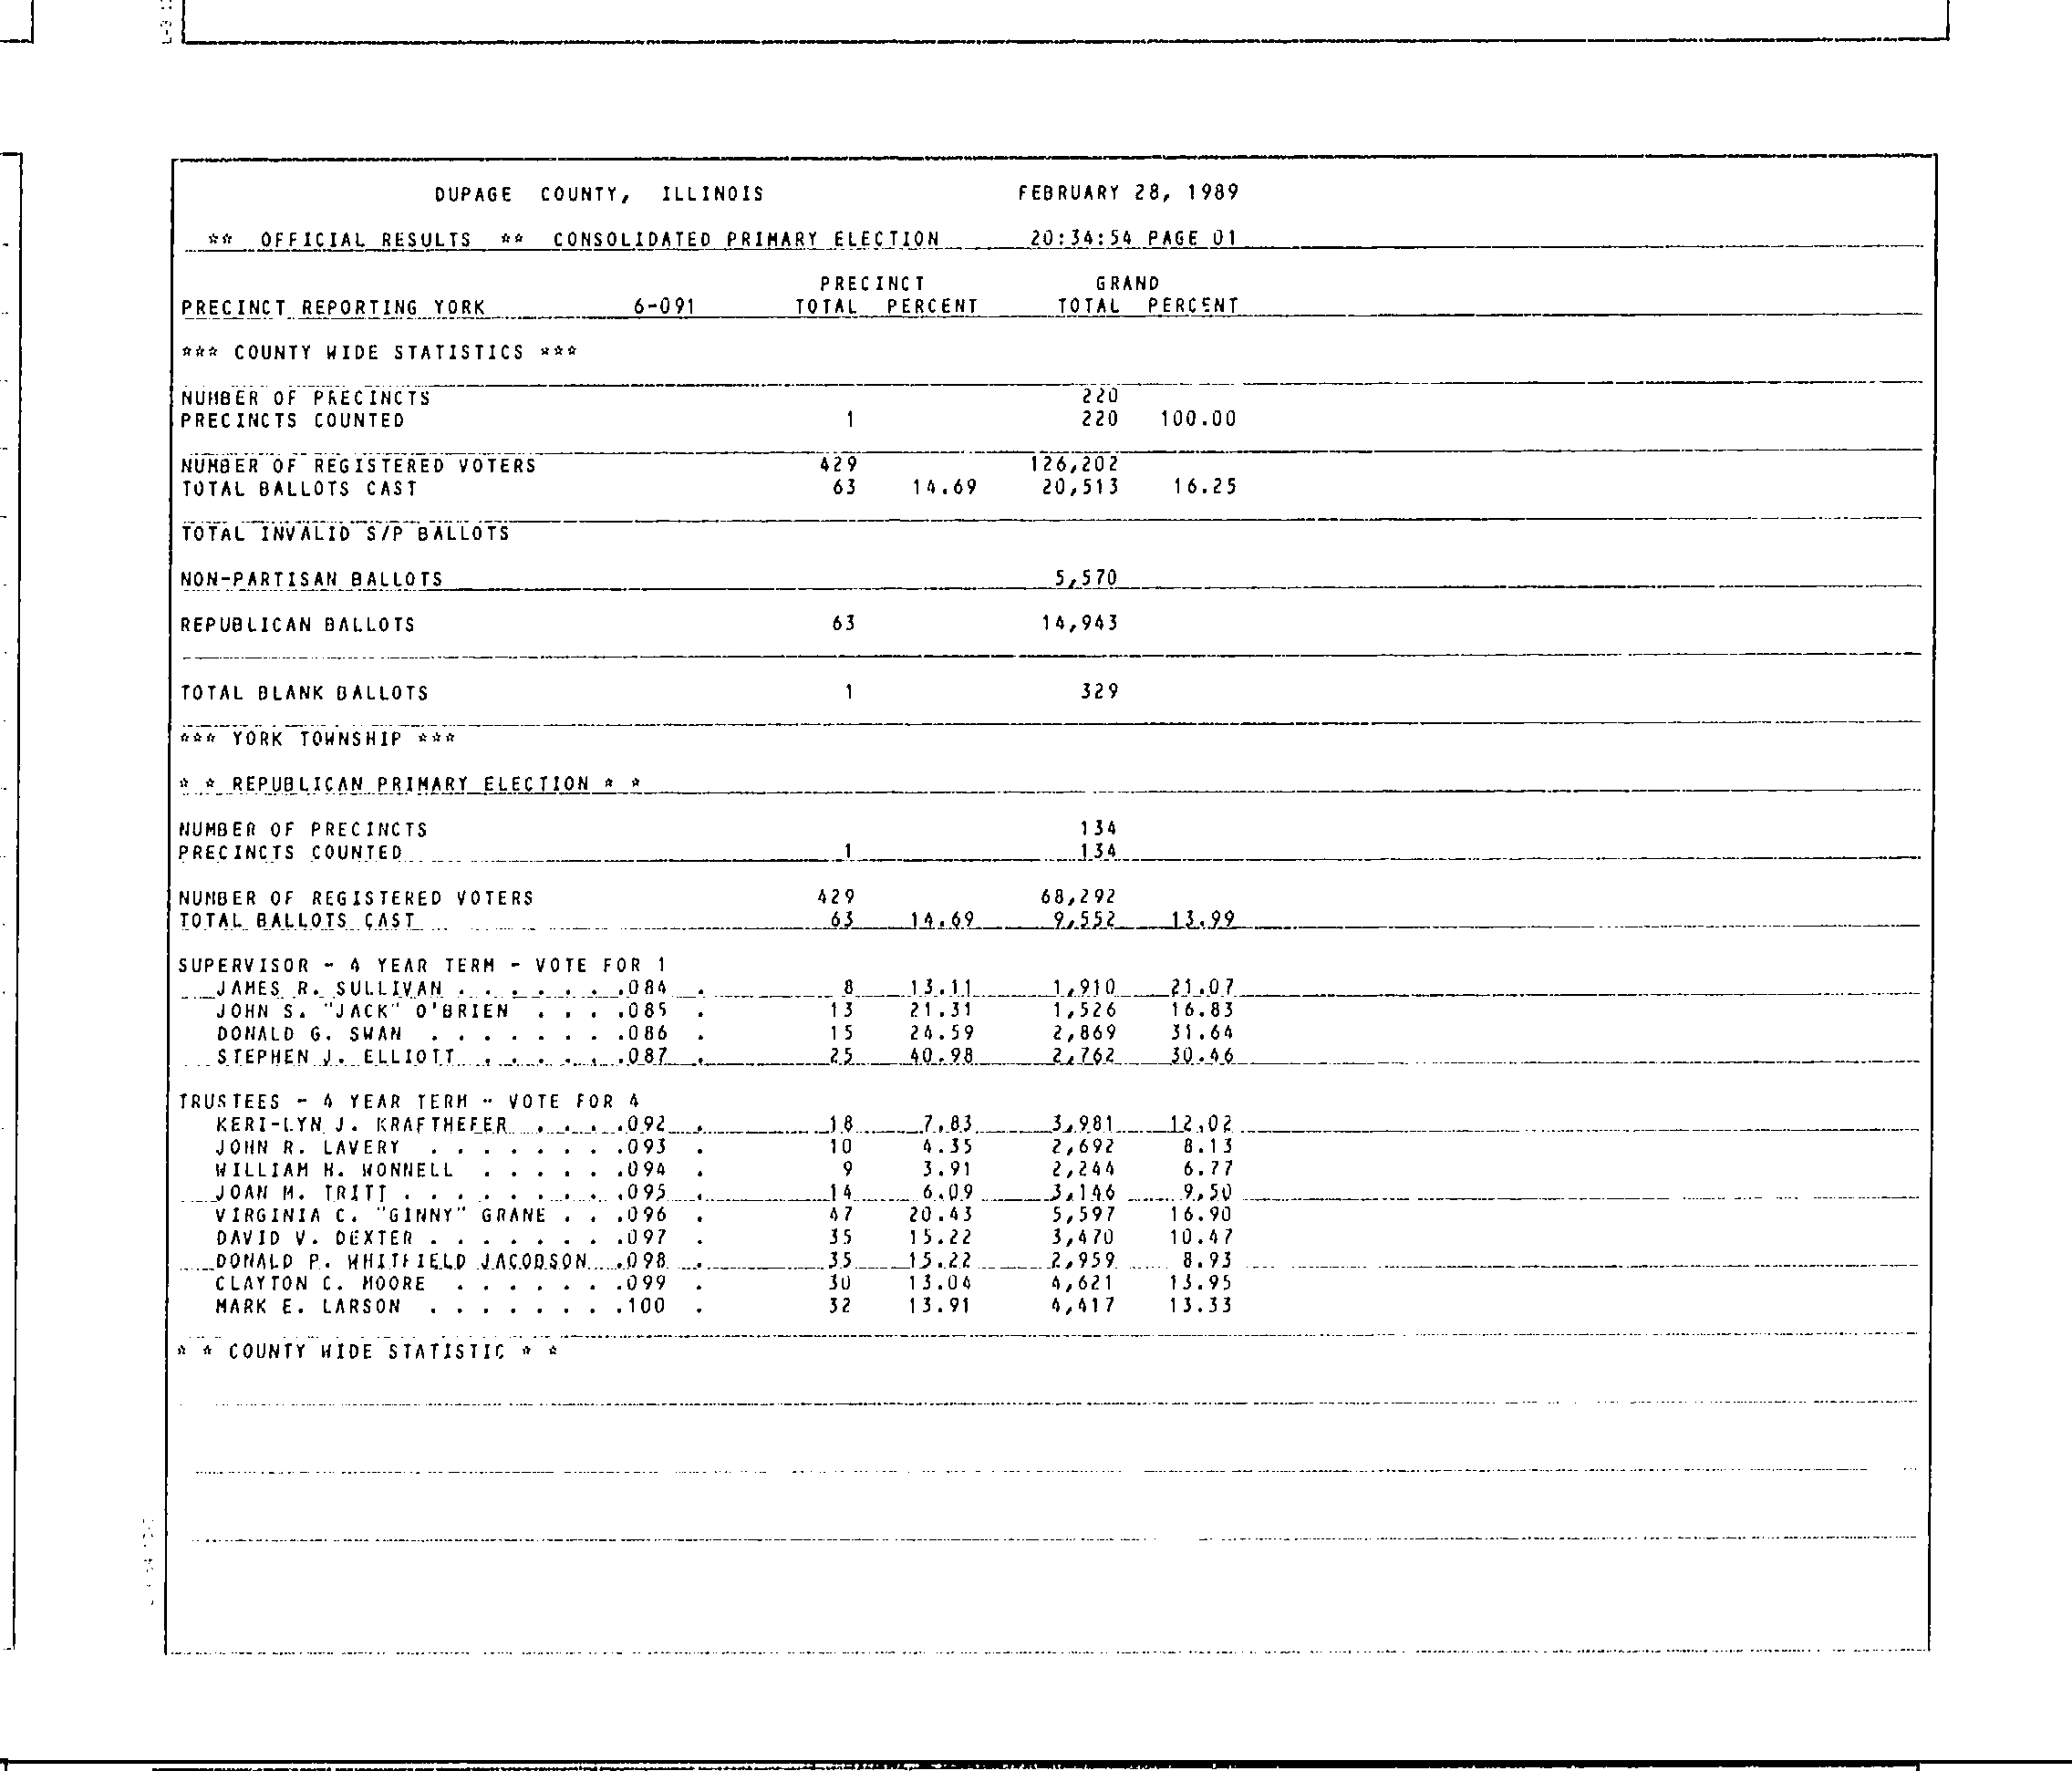 DUPAGE COUNTY, ILLINOIS FEBRUARY 28, 1989
** OFFICIAL RESULTS ** CONSOLIDATED PRIMARY ELECTION 20:34:54 PAGE 01
PRECINCT GRAND
PRECINCT REPORTING YORK 6-091 TOTAL PERCENT TOTAL PERCENT
*** COUNTY WIDE STATISTICS ***
NUMBER OF PRECINCTS 220
PRECINCTS COUNTED 1 220 100.00
NUMBER OF REGISTERED VOTERS 429 126,202
TOTAL BALLOTS CAST 63 14.69 20,513 16.25
TOTAL INVALID S/P BALLOTS
NON-PARTISAN BALLOTS 5,570
REPUBLICAN BALLOTS 63 14,943
TOTAL BLANK BALLOTS 1 329
*** YORK TOWNSHIP ***
* * REPUBLICAN PRIMARY ELECTION * *
NUMBER OF PRECINCTS 134
PRECINCTS COUNTED 1 134
NUMBER OF REGISTERED VOTERS 429 68,292
TOTAL BALLOTS CAST 63 14.69 9,552 13.99
SUPERVISOR - 4 YEAR TERM - VOTE FOR 1
JAMES R. SULLIVAN . . . . . . .084 . 8 13.11 1,910 21.07
JOHN S. "JACK" O'BRIEN . . . .085 . 13 21.31 1,526 16.83
DONALD G. SWAN . . . . . . . .086 . 15 24.59 2,869 31.64
STEPHEN J. ELLIOTT . . . . . .087 . 25 40.98 2,762 30.46
TRUSTEES - 4 YEAR TERM - VOTE FOR 4
KERI-LYN J. KRAFTHEFER . . . .092 . 18 7.83 3,981 12.02
JOHN R. LAVERY . . . . . . . .093 . 10 4.35 2,692 8.13
WILLIAM H. WONNELL . . . . . .094 . 9 3.91 2,244 6.77
JOAN M. TRITT . . . . . . . . .095 . 14 6.09 3,146 9.50
VIRGINIA C. "GINNY" GRANE . . .096 . 47 20.43 5,597 16.90
DAVID V. DEXTER . . . . . . . .097 . 35 15.22 3,470 10.47
DONALD P. WHITFIELD JACOBSON .098 . 35 15.22 2,959 8.93
CLAYTON C. MOORE . . . . . . .099 . 30 13.04 4,621 13.95
MARK E. LARSON . . . . . . . .100 . 32 13.91 4,417 13.33
* * COUNTY WIDE STATISTIC * *